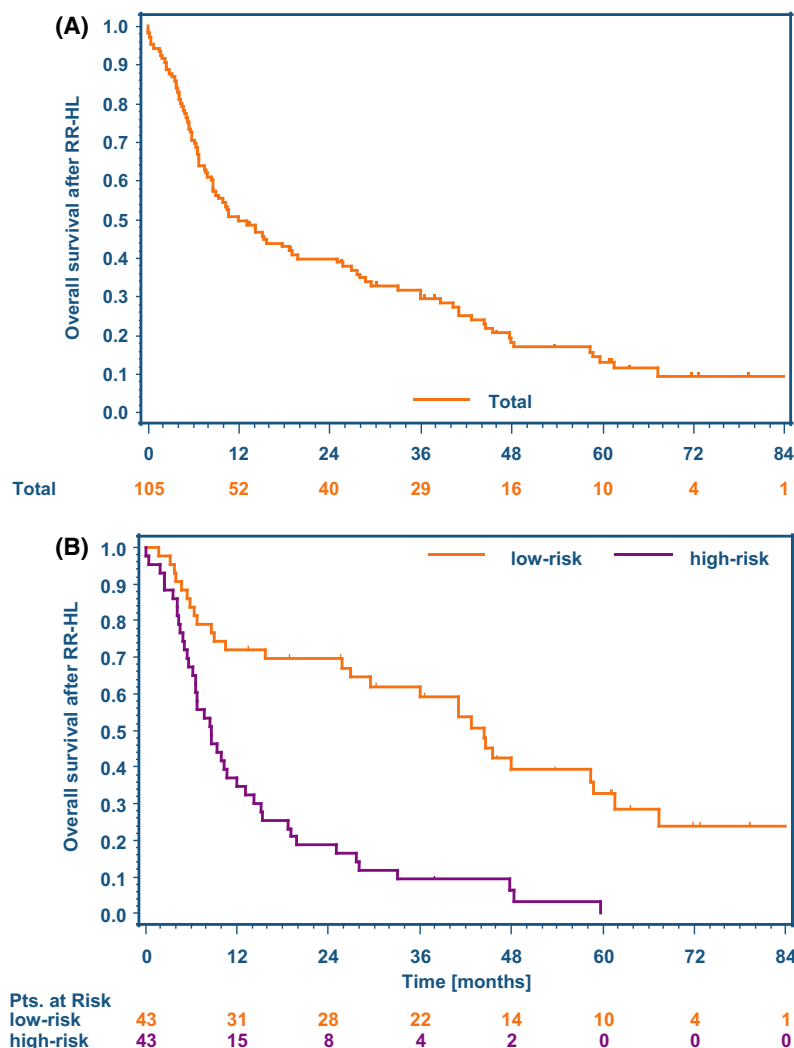 (A)
Overall survival after RR-HL
1.0
0.9
0.8
0.7
0.6
0.5
0.4
0.3
0.2
0.1
0.0
Total
0 12 24 36 48 60 72 84
Total 105 52 40 29 16 10 4 1
(B)
Overall survival after RR-HL
low-risk high-risk
1.0
0.9
0.8
0.7
0.6
0.5
0.4
0.3
0.2
0.1
0.0
0 12 24 36 48 60 72 84
Time [months]
Pts. at Risk
low-risk 43 31 28 22 14 10 4 1
high-risk 43 15 8 4 2 0 0 0